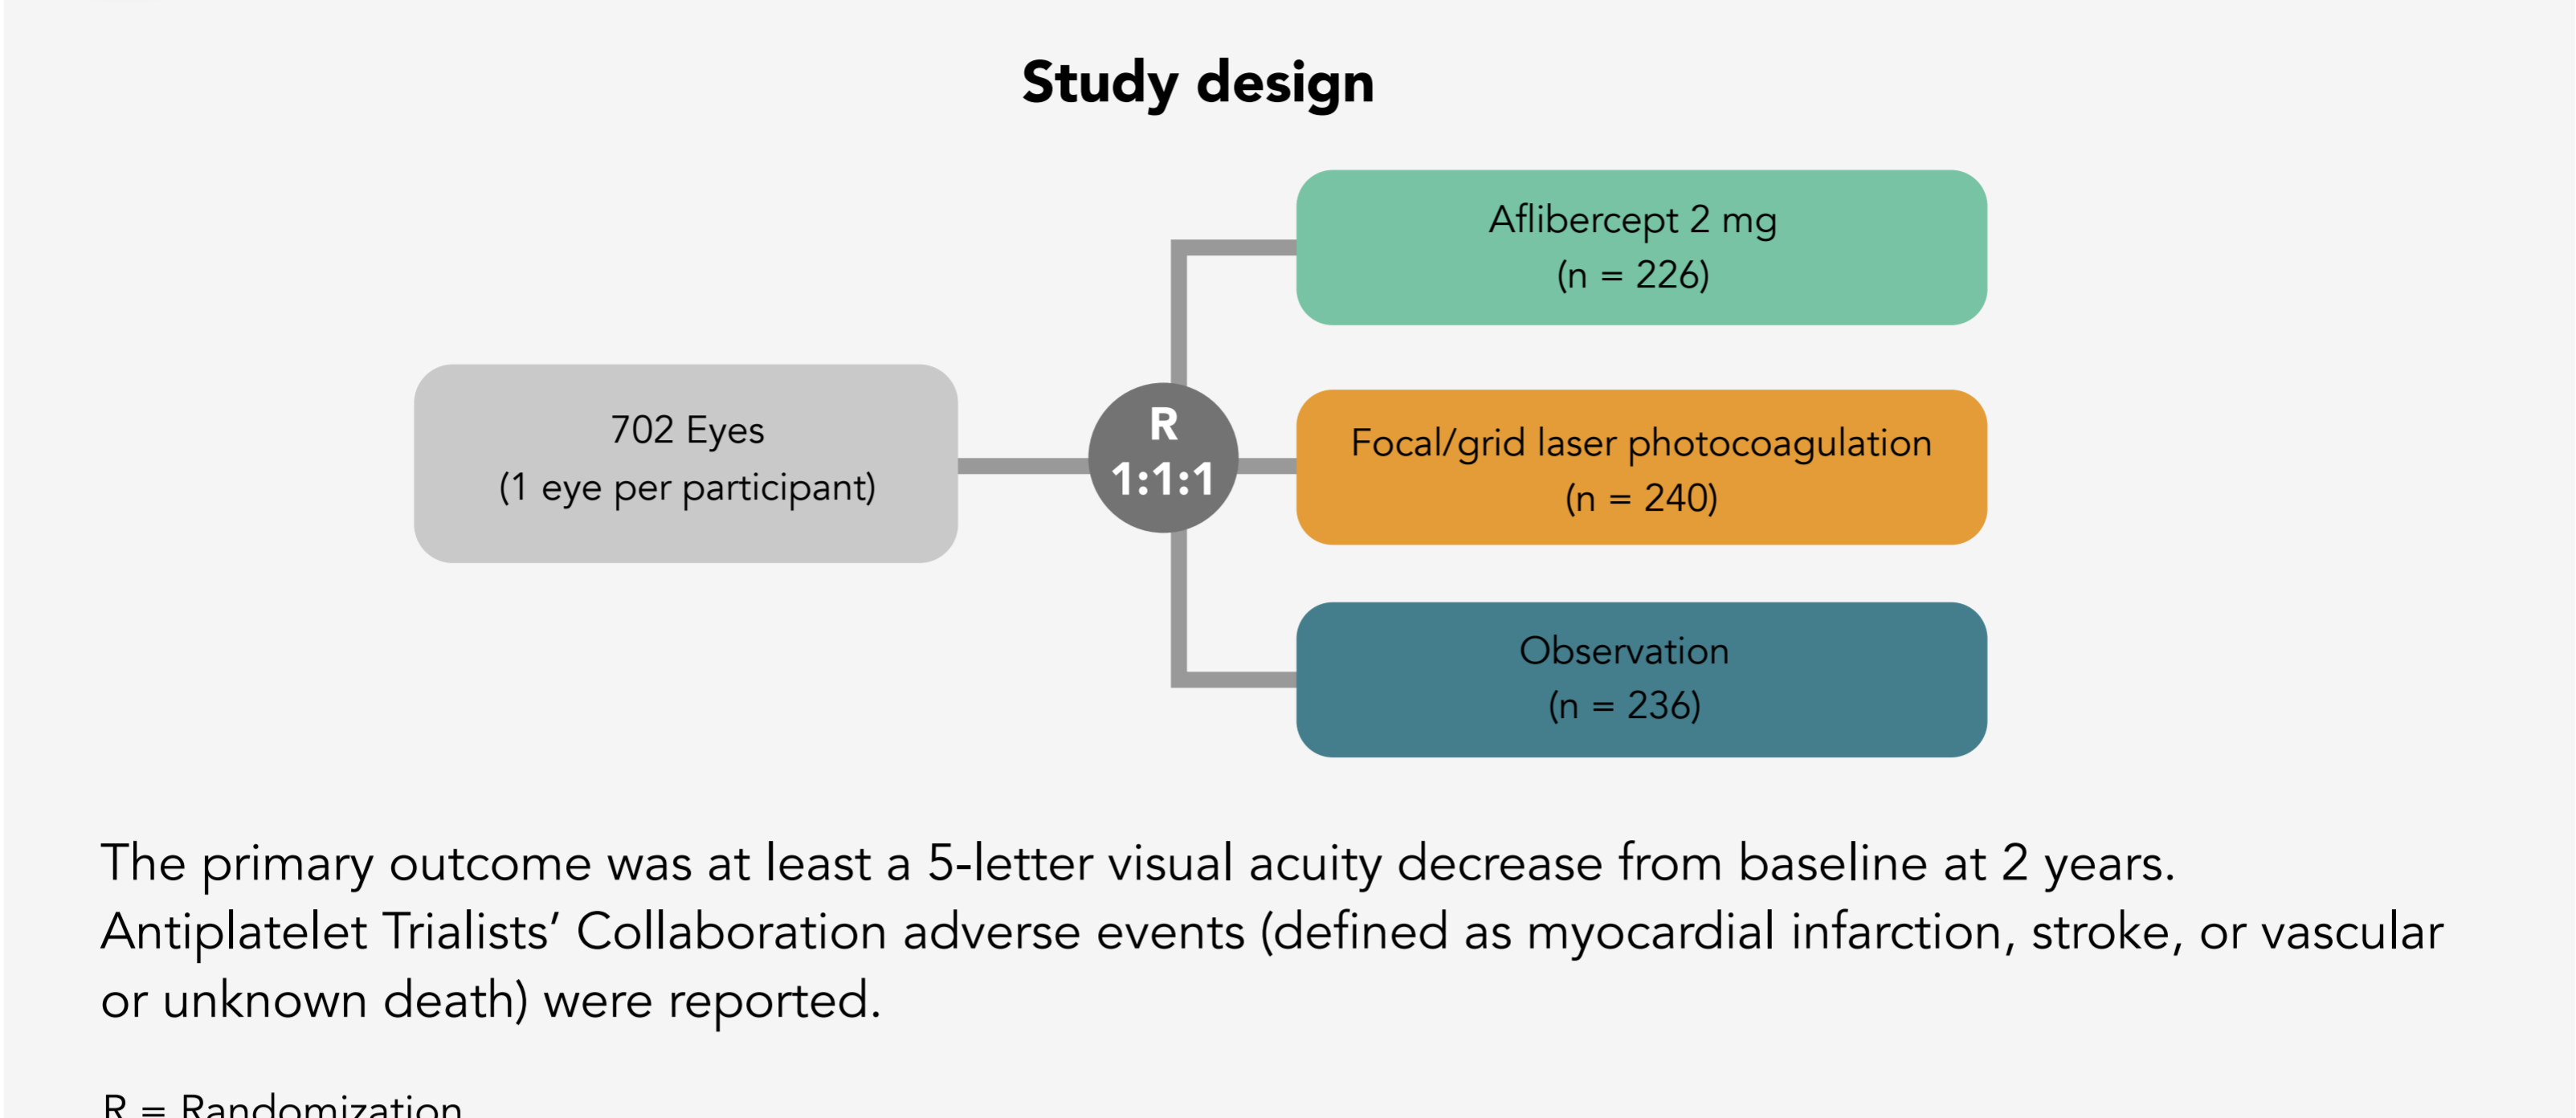 Study design
Aflibercept 2 mg
(n = 226)
702 Eyes
(1 eye per participant)
R
1:1:1
Focal/grid laser photocoagulation
(n = 240)
Observation
(n = 236)
The primary outcome was at least a 5-letter visual acuity decrease from baseline at 2 years.
Antiplatelet Trialists’ Collaboration adverse events (defined as myocardial infarction, stroke, or vascular
or unknown death) were reported.
R = Randomization